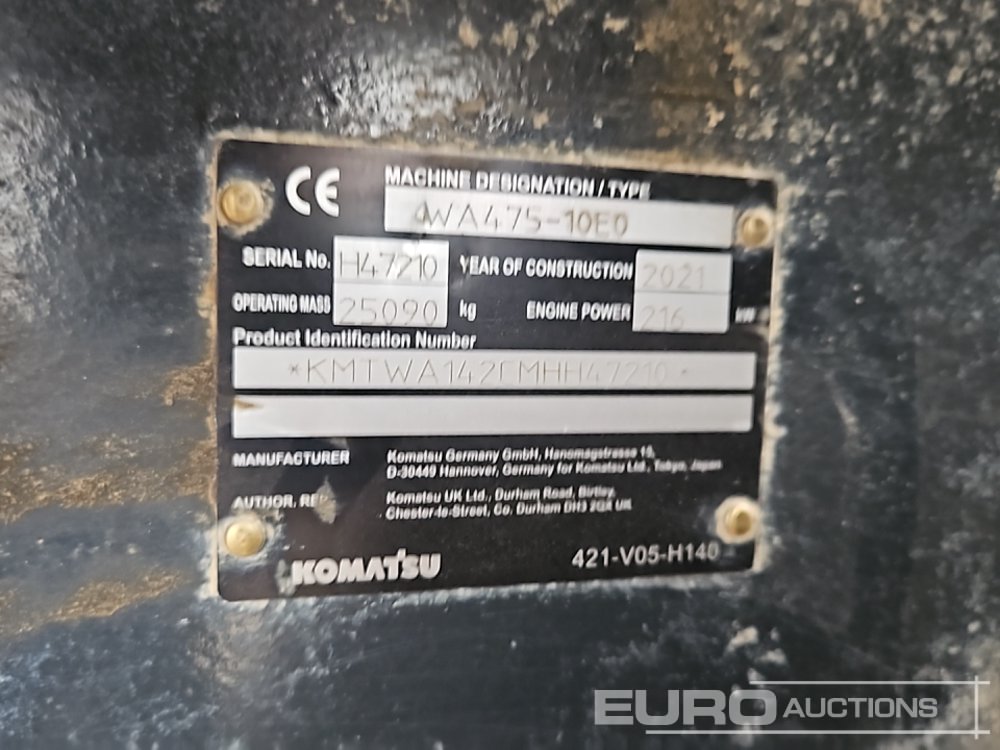 CE
MACHINE DESIGNATION / TYPE
WA475-10E0
SERIAL No. H47210 YEAR OF CONSTRUCTION 2021
OPERATING MASS 25090 kg ENGINE POWER 216 kW
Product Identification Number
MANUFACTURER Komatsu Germany GmbH, Hanomagstrasse 15,
D-30449 Hannover, Germany for Komatsu Ltd., Tokyo, Japan
AUTHOR. Komatsu UK Ltd., Durham Road, Birtley,
Chester-le-Street, Co. Durham DH3 2QX UK
KOMATSU 421-V05-H140
EURO AUCTIONS